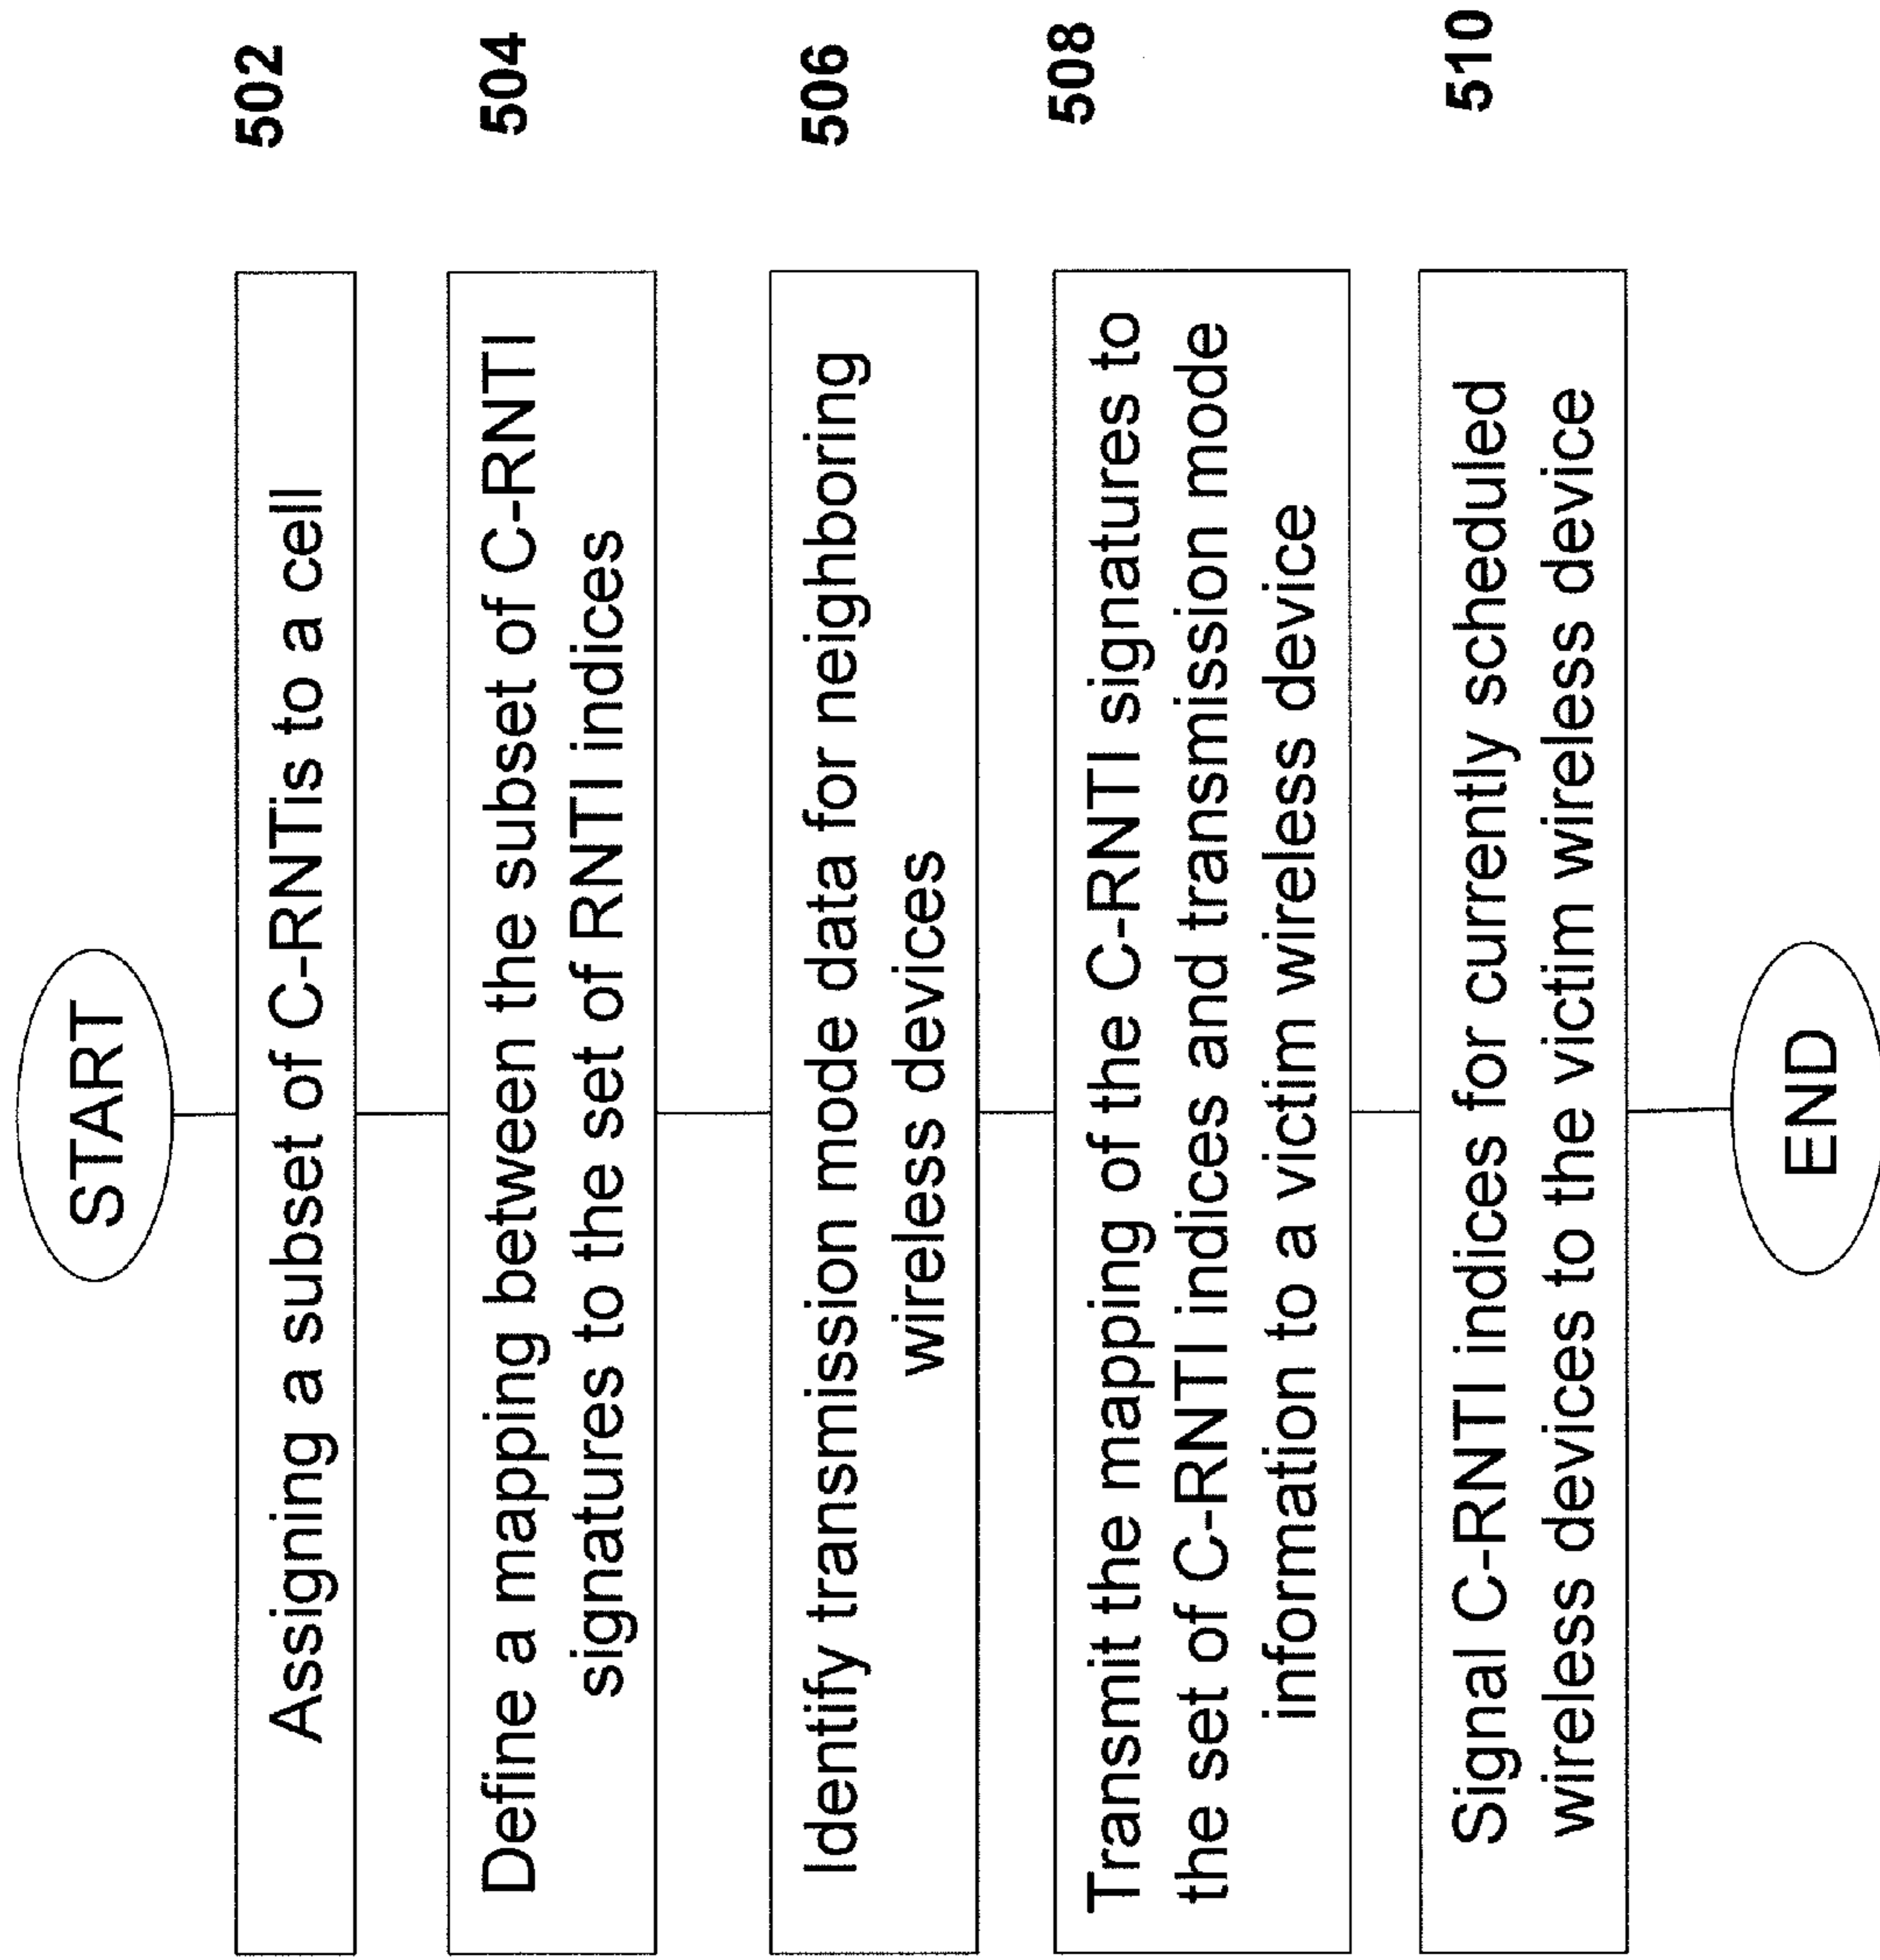 START
Assigning a subset of C-RNTis to a cell
502
Define a mapping between the subset of C-RNTI
signatures to the set of RNTI indices
504
Identify transmission mode data for neighboring
wireless devices
506
Transmit the mapping of the C-RNTI signatures to
the set of C-RNTI indices and transmission mode
information to a victim wireless device
508
Signal C-RNTI indices for currently scheduled
wireless devices to the victim wireless device
510
END